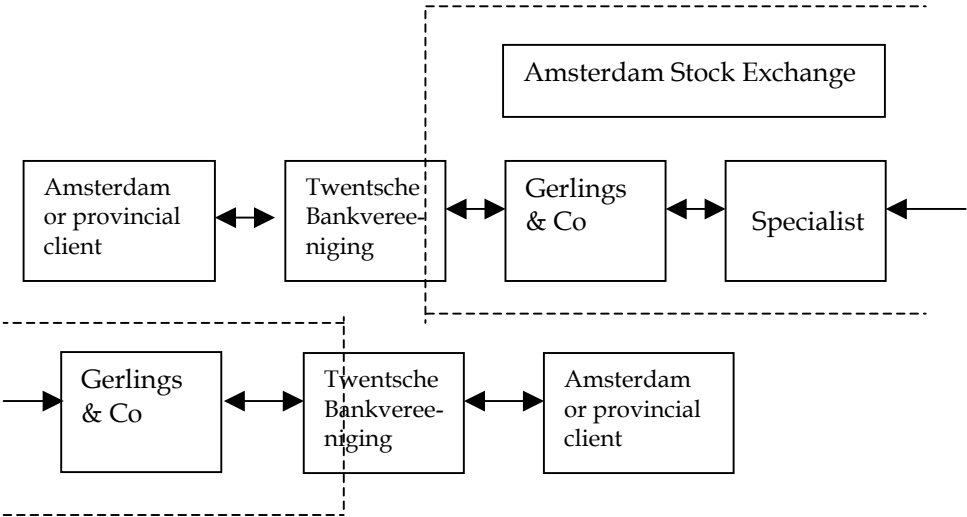 Amsterdam Stock Exchange
Amsterdam
or provincial
client
Twentsche
Bankveree-
niging
Gerlings
& Co
Specialist
Gerlings
& Co
Twentsche
Bankveree-
niging
Amsterdam
or provincial
client